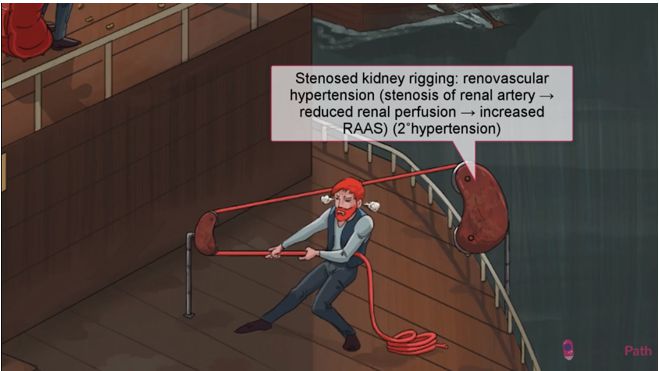 Stenosed kidney rigging: renovascular
hypertension (stenosis of renal artery →
reduced renal perfusion → increased
RAAS) (2˚hypertension)
Path